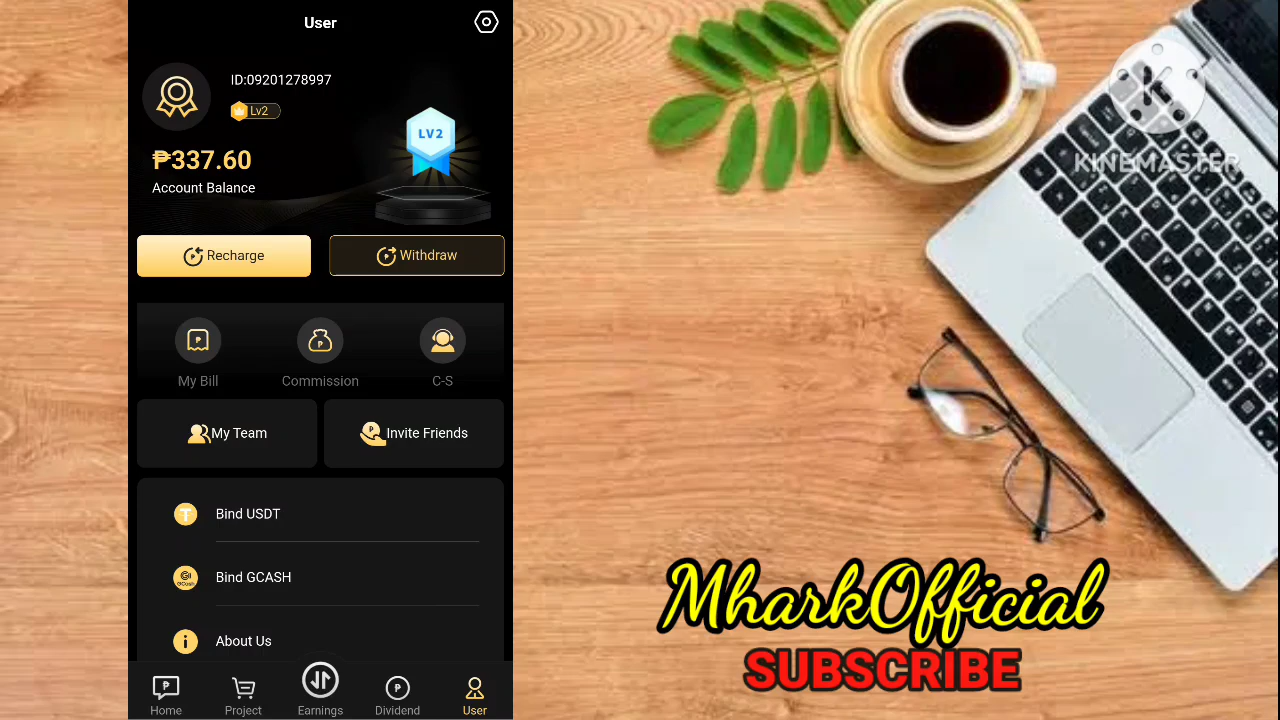 User
ID:09201278997
Lv2
LV2
₱337.60
Account Balance
Recharge
Withdraw
My Bill
Commission
C-S
My Team
Invite Friends
Bind USDT
Bind GCASH
About Us
Home
Project
Earnings
Dividend
User
K
KINEMASTER
MharkOfficial
SUBSCRIBE